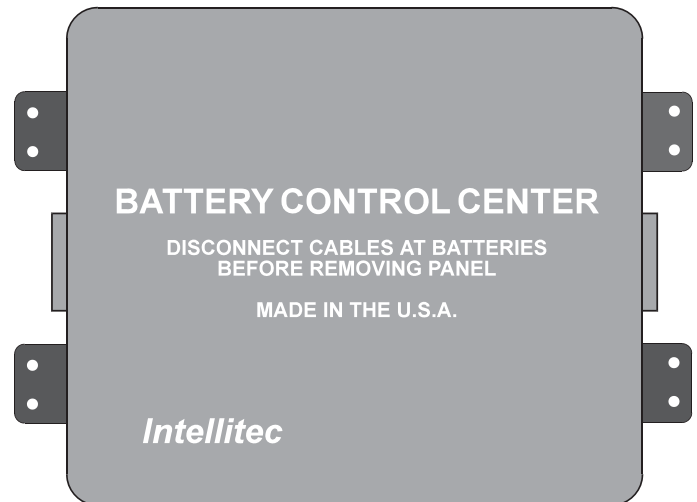 BATTERY CONTROL CENTER
DISCONNECT CABLES AT BATTERIES
BEFORE REMOVING PANEL
MADE IN THE U.S.A.
Intellitec